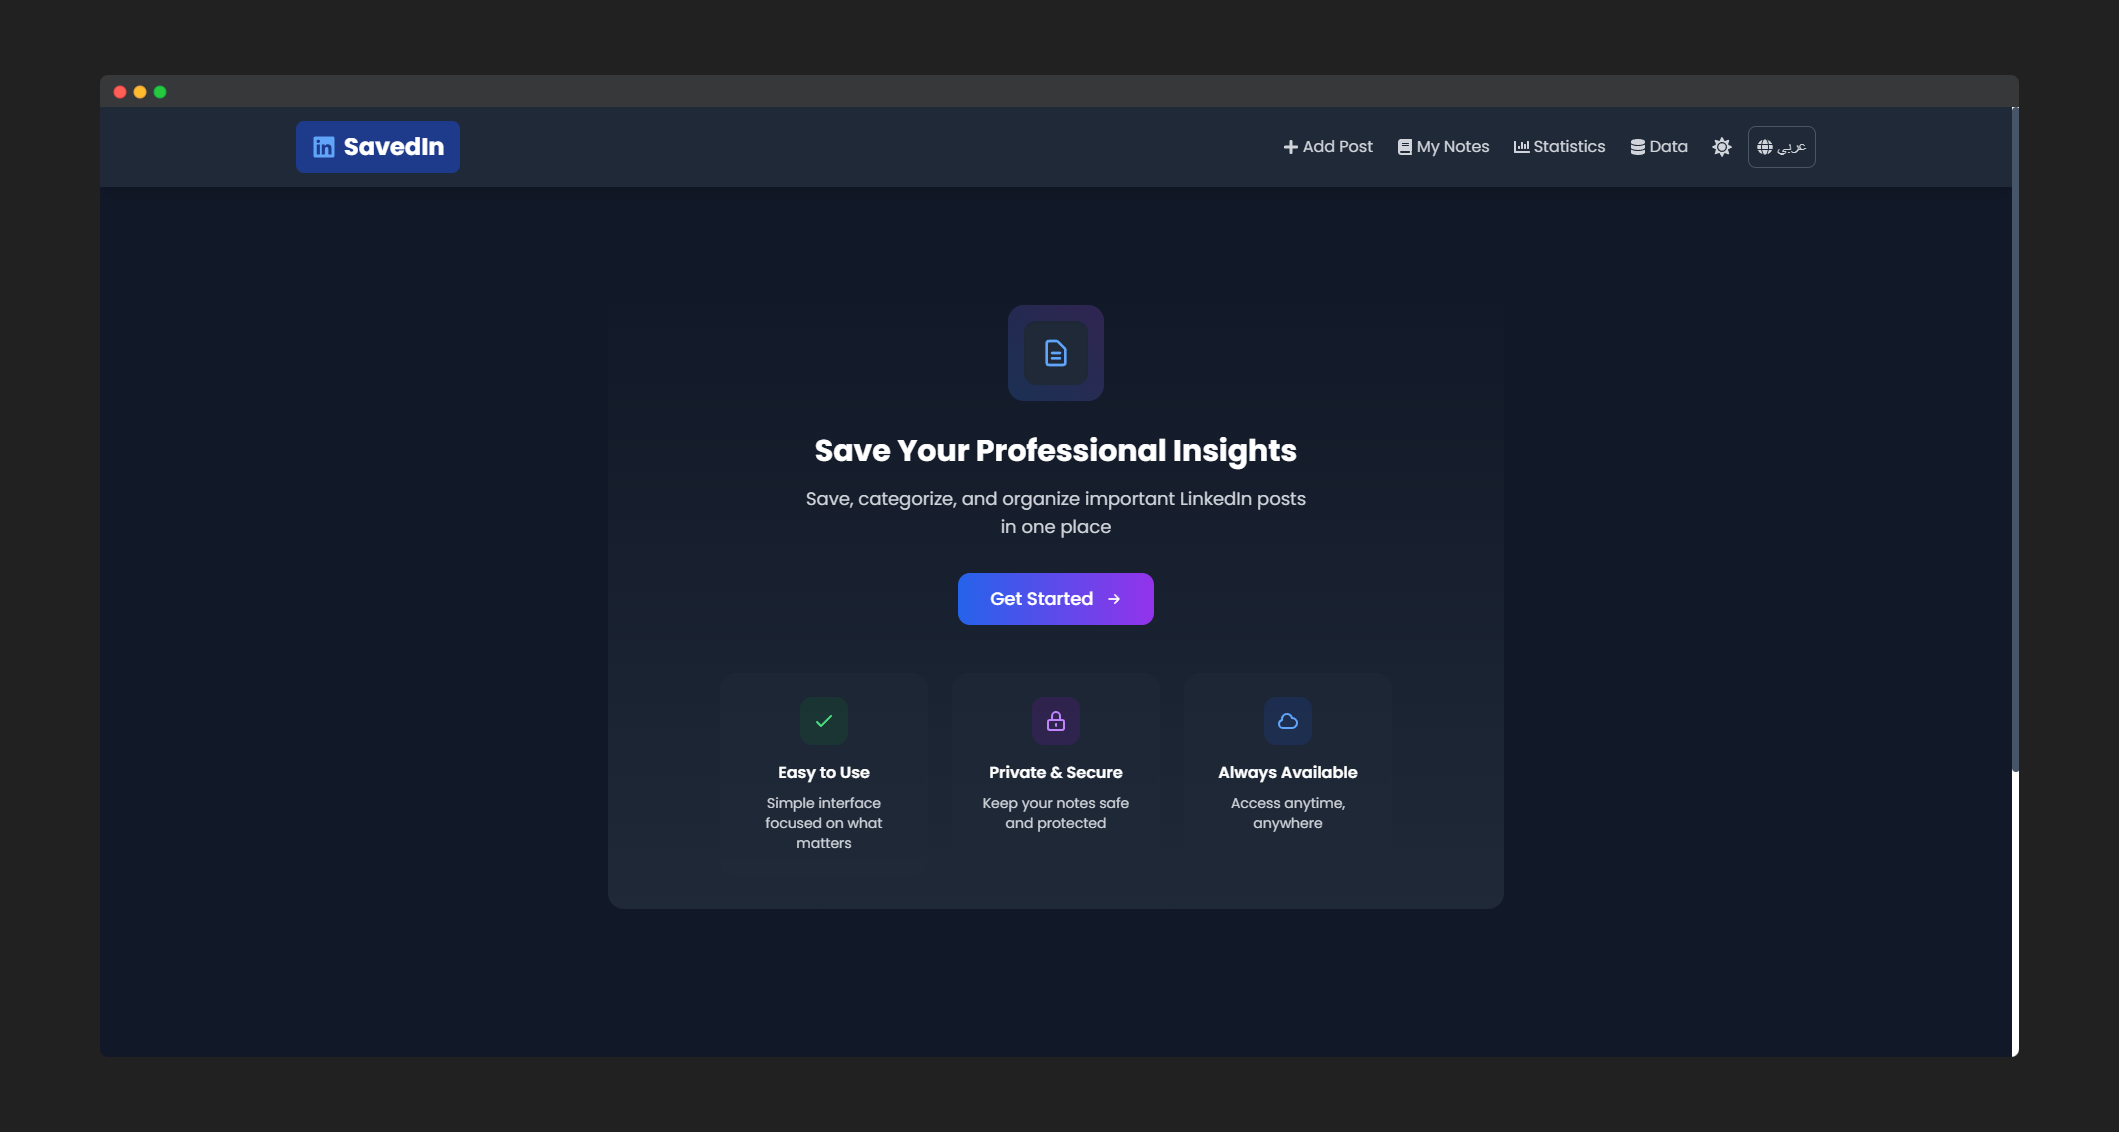 in SavedIn
Add Post
My Notes
Statistics
Data
عربي
Save Your Professional Insights
Save, categorize, and organize important LinkedIn posts
in one place
Get Started →
Easy to Use
Simple interface
focused on what
matters
Private & Secure
Keep your notes safe
and protected
Always Available
Access anytime,
anywhere